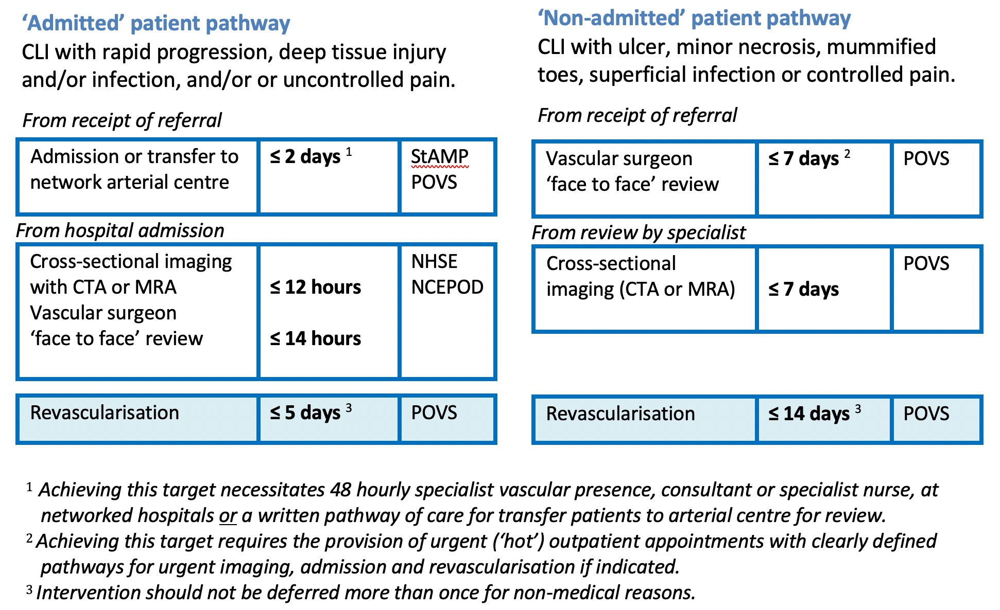 ‘Admitted’ patient pathway
CLI with rapid progression, deep tissue injury
and/or infection, and/or or uncontrolled pain.
From receipt of referral
Admission or transfer to
network arterial centre
≤ 2 days 1
StAMP
POVS
From hospital admission
Cross-sectional imaging
with CTA or MRA
Vascular surgeon
‘face to face’ review
≤ 12 hours
≤ 14 hours
NHSE
NCEPOD
Revascularisation
≤ 5 days 3
POVS
‘Non-admitted’ patient pathway
CLI with ulcer, minor necrosis, mummified
toes, superficial infection or controlled pain.
From receipt of referral
Vascular surgeon
‘face to face’ review
≤ 7 days 2
POVS
From review by specialist
Cross-sectional
imaging (CTA or MRA)
≤ 7 days
POVS
Revascularisation
≤ 14 days 3
POVS
1 Achieving this target necessitates 48 hourly specialist vascular presence, consultant or specialist nurse, at
networked hospitals or a written pathway of care for transfer patients to arterial centre for review.
2 Achieving this target requires the provision of urgent (‘hot’) outpatient appointments with clearly defined
pathways for urgent imaging, admission and revascularisation if indicated.
3 Intervention should not be deferred more than once for non-medical reasons.